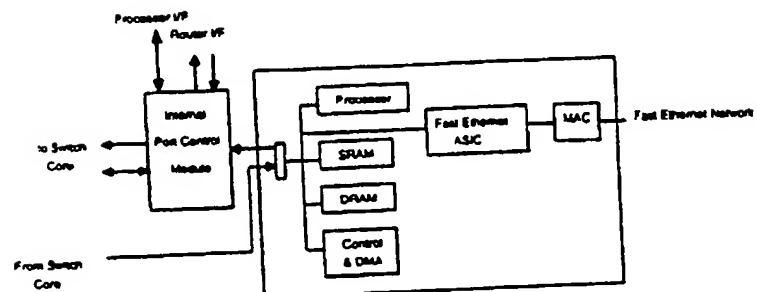 Processor I/F
Router I/F
Internal
Port Control
Module
to Switch
Core
From Switch
Core
Processor
SRAM
DRAM
Control
& DMA
Fast Ethernet
ASIC
MAC
Fast Ethernet Network